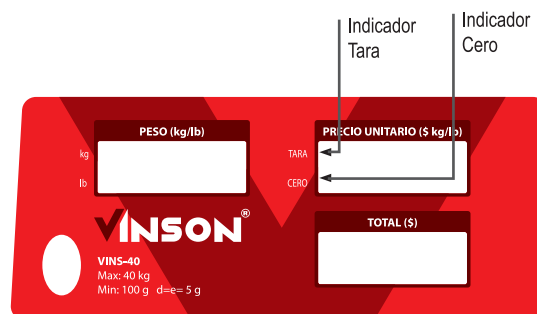 Indicador
Tara
Indicador
Cero
PESO (kg/lb)
kg
lb
PRECIO UNITARIO ($ kg/lb)
TARA
CERO
VINSON®
TOTAL ($)
VINS-40
Max: 40 kg
Min: 100 g d=e= 5 g